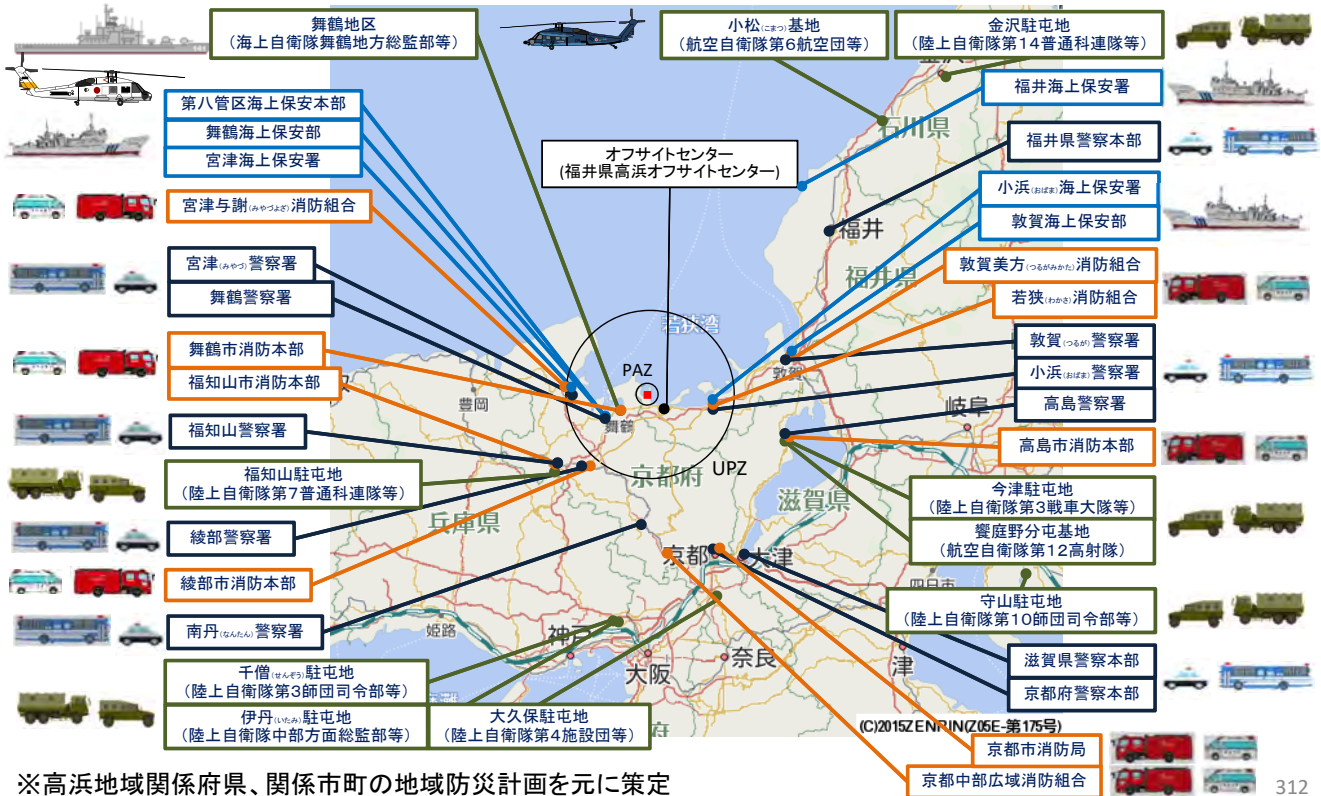 舞鶴地区
(海上自衛隊舞鶴地方総監部等)
小松(こまつ)基地
(航空自衛隊第6航空団等)
金沢駐屯地
(陸上自衛隊第14普通科連隊等)
第八管区海上保安本部
舞鶴海上保安部
宮津海上保安署
宮津与謝(みやづよざ)消防組合
宮津(みやづ)警察署
舞鶴警察署
舞鶴市消防本部
福知山市消防本部
福知山警察署
福知山駐屯地
(陸上自衛隊第7普通科連隊等)
綾部警察署
綾部市消防本部
南丹(なんたん)警察署
千僧(せんぞう)駐屯地
(陸上自衛隊第3師団司令部等)
伊丹(いたみ)駐屯地
(陸上自衛隊中部方面総監部等)
大久保駐屯地
(陸上自衛隊第4施設団等)
オフサイトセンター
(福井県高浜オフサイトセンター)
福井海上保安署
福井県警察本部
小浜(おばま)海上保安署
敦賀海上保安部
敦賀美方(つるがみかた)消防組合
若狭(わかさ)消防組合
敦賀(つるが)警察署
小浜(おばま)警察署
高島警察署
高島市消防本部
今津駐屯地
(陸上自衛隊第3戦車大隊等)
饗庭野分屯基地
(航空自衛隊第12高射隊)
守山駐屯地
(陸上自衛隊第10師団司令部等)
滋賀県警察本部
京都府警察本部
京都市消防局
京都中部広域消防組合
石川県
福井
福井県
若狭湾
敦賀
PAZ
UPZ
豊岡
舞鶴
岐阜
京都府
滋賀県
兵庫県
京都
大津
四日市
姫路
神戸
大阪
奈良
津
(C)2015ZENRIN(Z05E-第175号)
※高浜地域関係府県、関係市町の地域防災計画を元に策定
312